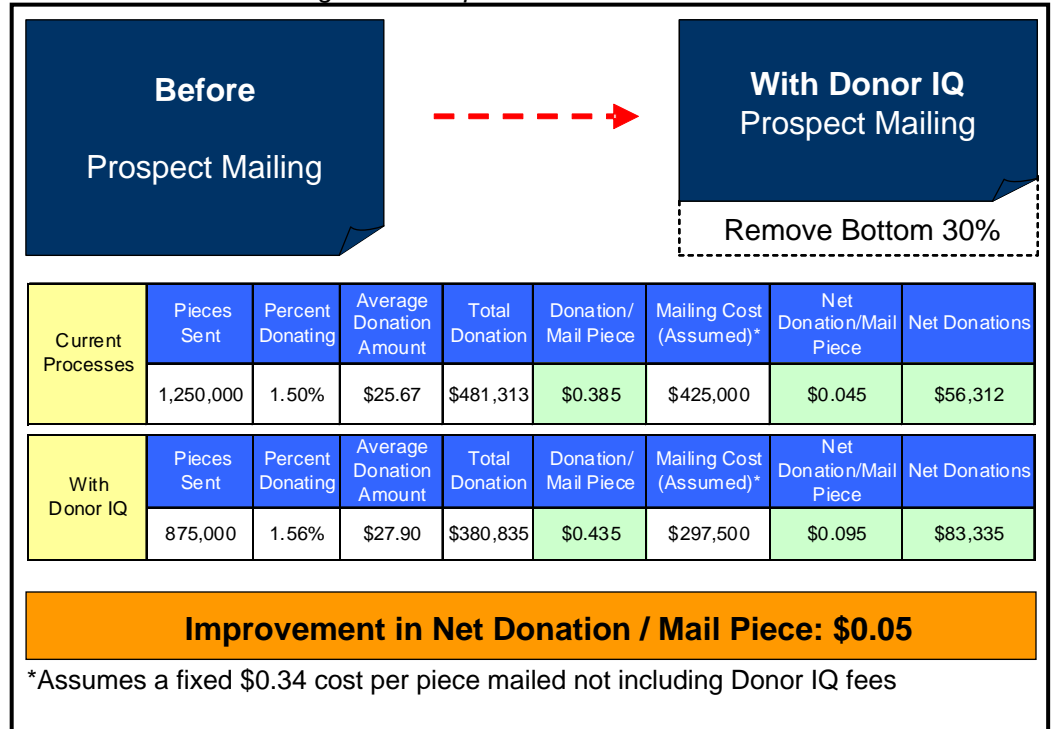 Before
Prospect Mailing
With Donor IQ
Prospect Mailing
Remove Bottom 30%
Current
Processes
Pieces
Sent
Percent
Donating
Average
Donation
Amount
Total
Donation
Donation/
Mail Piece
Mailing Cost
(Assumed)*
Net
Donation/Mail
Piece
Net Donations
1,250,000 1.50% $25.67 $481,313 $0.385 $425,000 $0.045 $56,312
With
Donor IQ
Pieces
Sent
Percent
Donating
Average
Donation
Amount
Total
Donation
Donation/
Mail Piece
Mailing Cost
(Assumed)*
Net
Donation/Mail
Piece
Net Donations
875,000 1.56% $27.90 $380,835 $0.435 $297,500 $0.095 $83,335
Improvement in Net Donation / Mail Piece: $0.05
*Assumes a fixed $0.34 cost per piece mailed not including Donor IQ fees